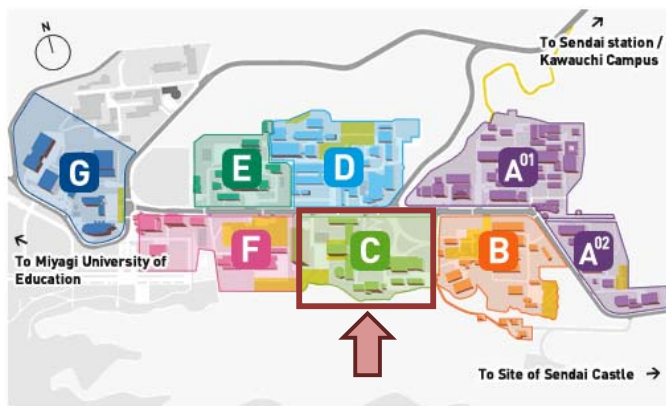 N
To Sendai station /
Kawauchi Campus
A01
E
D
G
F
C
B
A02
To Miyagi University of
Education
To Site of Sendai Castle →